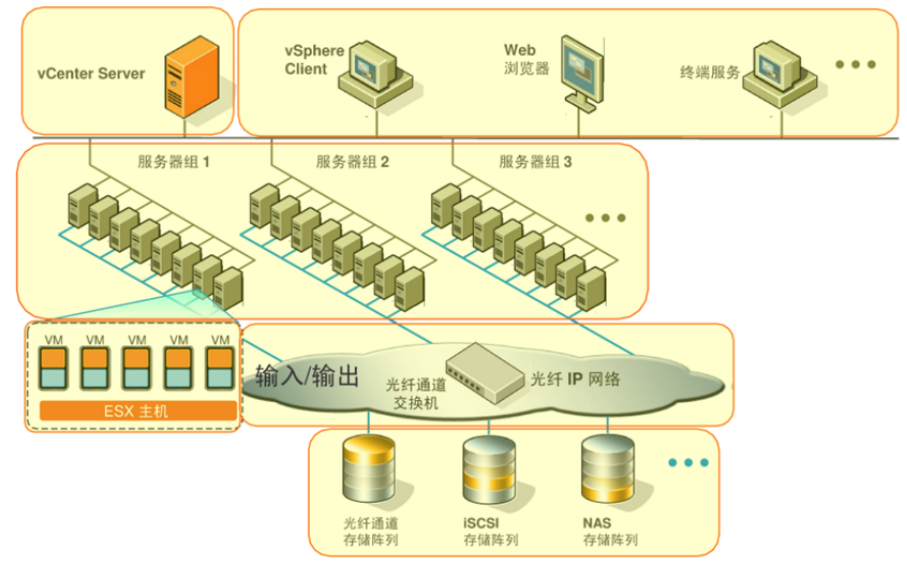 vCenter Server
vSphere
Client
Web
浏览器
终端服务
服务器组 1
服务器组 2
服务器组 3
VM
VM
VM
VM
VM
ESX 主机
输入/输出
光纤通道
交换机
光纤 IP 网络
光纤通道
存储阵列
iSCSI
存储阵列
NAS
存储阵列